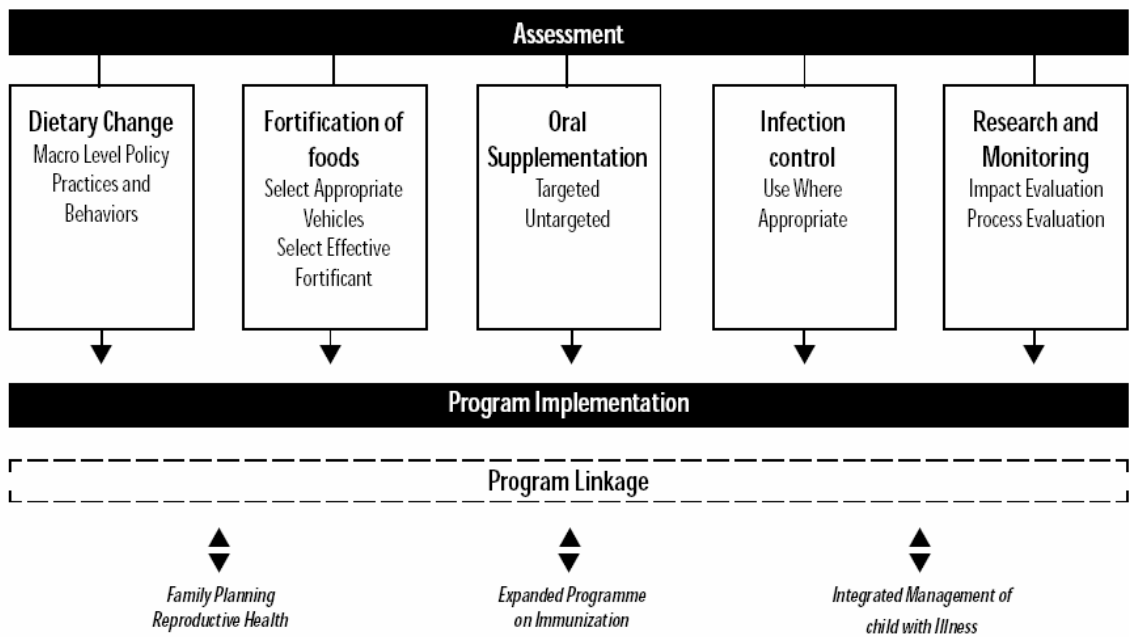 Assessment
Dietary Change
Macro Level Policy
Practices and
Behaviors
Fortification of
foods
Select Appropriate
Vehicles
Select Effective
Fortificant
Oral
Supplementation
Targeted
Untargeted
Infection
control
Use Where
Appropriate
Research and
Monitoring
Impact Evaluation
Process Evaluation
Program Implementation
Program Linkage
Family Planning
Reproductive Health
Expanded Programme
on Immunization
Integrated Management of
child with Illness